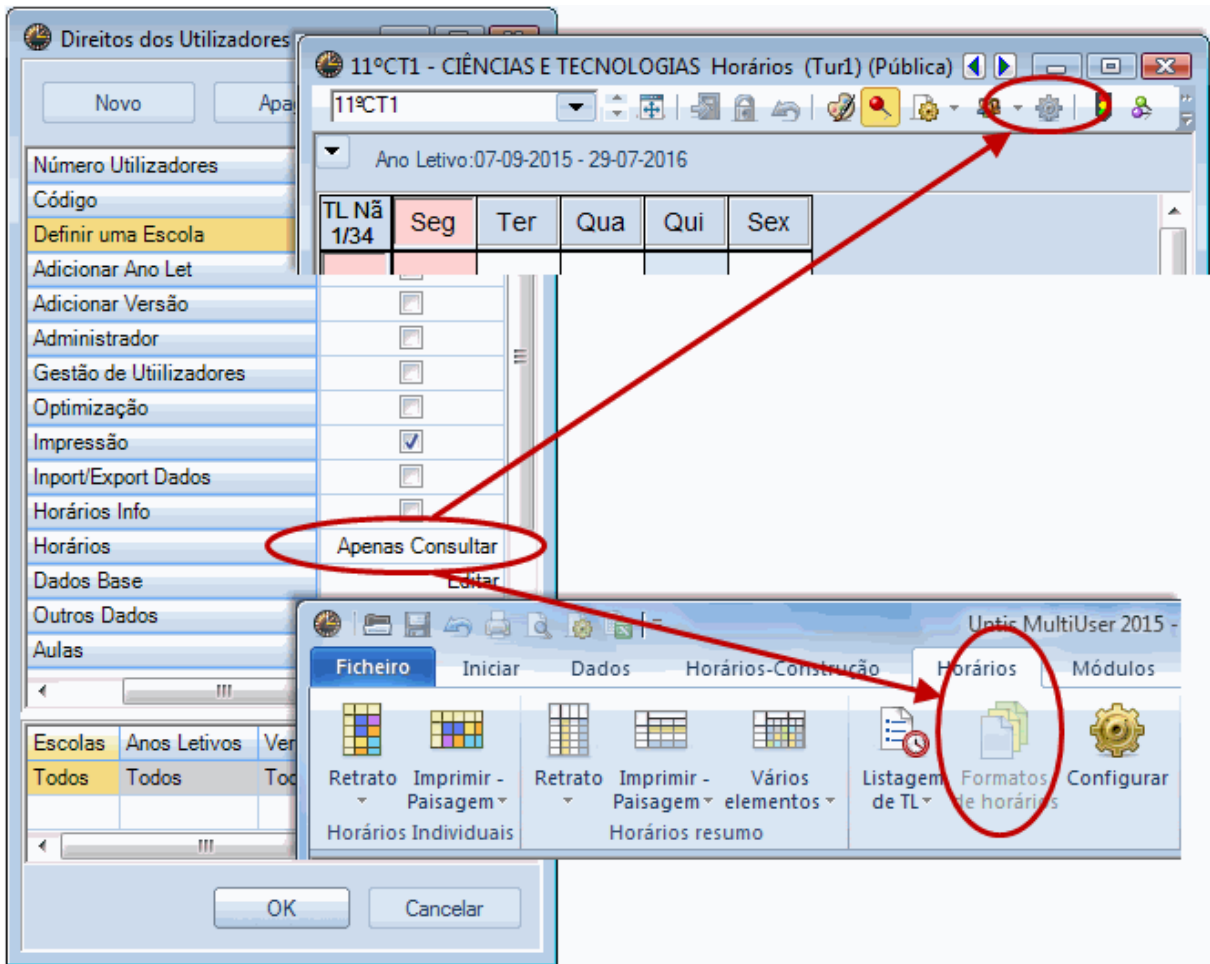 Direitos dos Utilizadores
Novo
Número Utilizadores
Código
Definir uma Escola
Adicionar Ano Let
Adicionar Versão
Administrador
Gestão de Utiilizadores
Optimização
Impressão
Inport/Export Dados
Horários Info
Horários
Apenas Consultar
Dados Base
Editar
Outros Dados
Aulas
Escolas Anos Letivos
Todos Todos
OK Cancelar
11ºCT1 - CIÊNCIAS E TECNOLOGIAS Horários (Tur1) (Pública)
11ºCT1
Ano Letivo:07-09-2015 - 29-07-2016
TL Nã Seg Ter Qua Qui Sex
1/34
Untis MultiUser 2015 -
Ficheiro Iniciar Dados Horários-Construção Horários Módulos
Retrato Imprimir - Retrato Imprimir - Vários Listagem Formatos Configurar
Paisagem Paisagem elementos de TL de horários
Horários Individuais Horários resumo